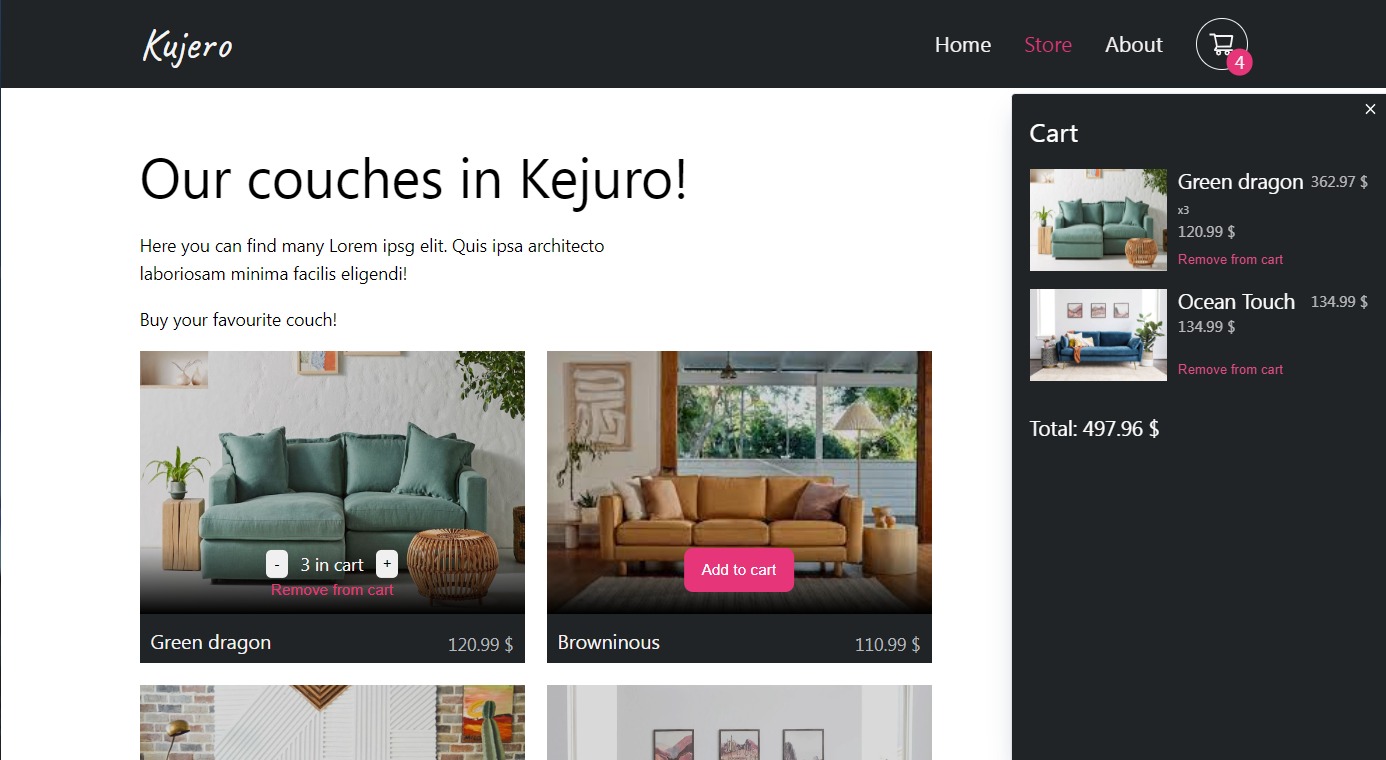 Kujero
Home Store About
4
Our couches in Kejuro!
Here you can find many Lorem ipsg elit. Quis ipsa architecto
laboriosam minima facilis eligendi!
Buy your favourite couch!
- 3 in cart +
Remove from cart
Green dragon 120.99 $
Add to cart
Browninous 110.99 $
×
Cart
Green dragon 362.97 $
x3
120.99 $
Remove from cart
Ocean Touch 134.99 $
134.99 $
Remove from cart
Total: 497.96 $